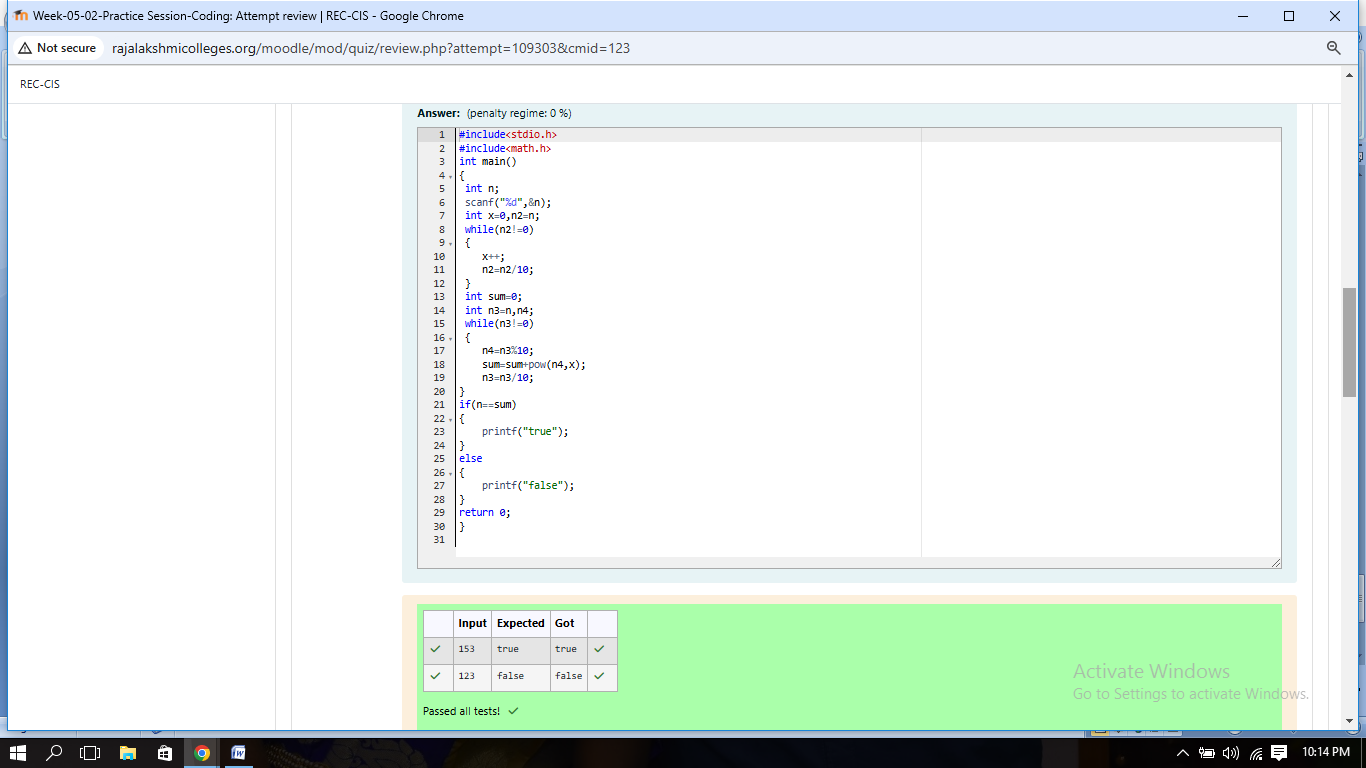 Week-05-02-Practice Session-Coding: Attempt review | REC-CIS - Google Chrome
Not secure rajalakshmicolleges.org/moodle/mod/quiz/review.php?attempt=109303&cmid=123
REC-CIS
Answer: (penalty regime: 0 %)
1 #include<stdio.h>
2 #include<math.h>
3 int main()
4 {
5 int n;
6 scanf("%d",&n);
7 int x=0,n2=n;
8 while(n2!=0)
9 {
10 x++;
11 n2=n2/10;
12 }
13 int sum=0;
14 int n3=n,n4;
15 while(n3!=0)
16 {
17 n4=n3%10;
18 sum=sum+pow(n4,x);
19 n3=n3/10;
20 }
21 if(n==sum)
22 {
23 printf("true");
24 }
25 else
26 {
27 printf("false");
28 }
29 return 0;
30 }
31
Input Expected Got
153 true true
123 false false
Passed all tests!
Activate Windows
Go to Settings to activate Windows.
10:14 PM